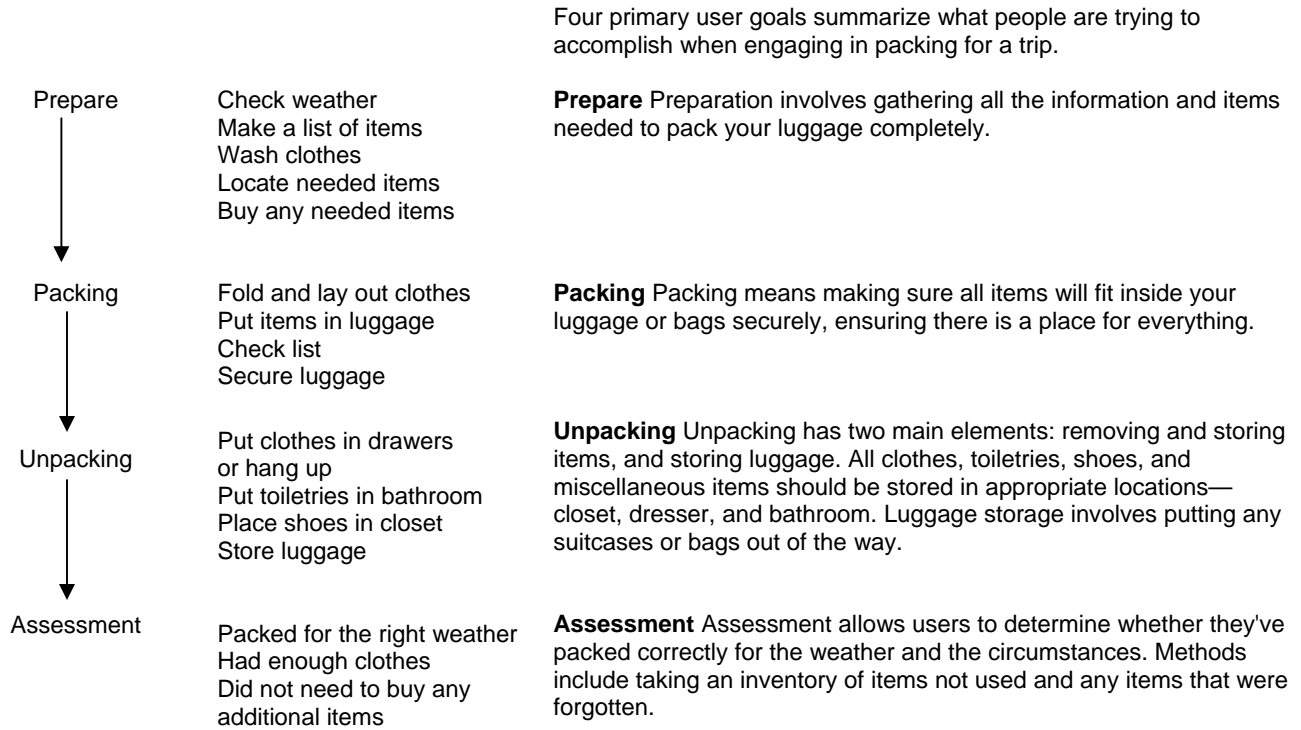 Four primary user goals summarize what people are trying to
accomplish when engaging in packing for a trip.
Prepare
Check weather
Make a list of items
Wash clothes
Locate needed items
Buy any needed items
Prepare Preparation involves gathering all the information and items
needed to pack your luggage completely.
Packing
Fold and lay out clothes
Put items in luggage
Check list
Secure luggage
Packing Packing means making sure all items will fit inside your
luggage or bags securely, ensuring there is a place for everything.
Unpacking
Put clothes in drawers
or hang up
Put toiletries in bathroom
Place shoes in closet
Store luggage
Unpacking Unpacking has two main elements: removing and storing
items, and storing luggage. All clothes, toiletries, shoes, and
miscellaneous items should be stored in appropriate locations—
closet, dresser, and bathroom. Luggage storage involves putting any
suitcases or bags out of the way.
Assessment
Packed for the right weather
Had enough clothes
Did not need to buy any
additional items
Assessment Assessment allows users to determine whether they've
packed correctly for the weather and the circumstances. Methods
include taking an inventory of items not used and any items that were
forgotten.